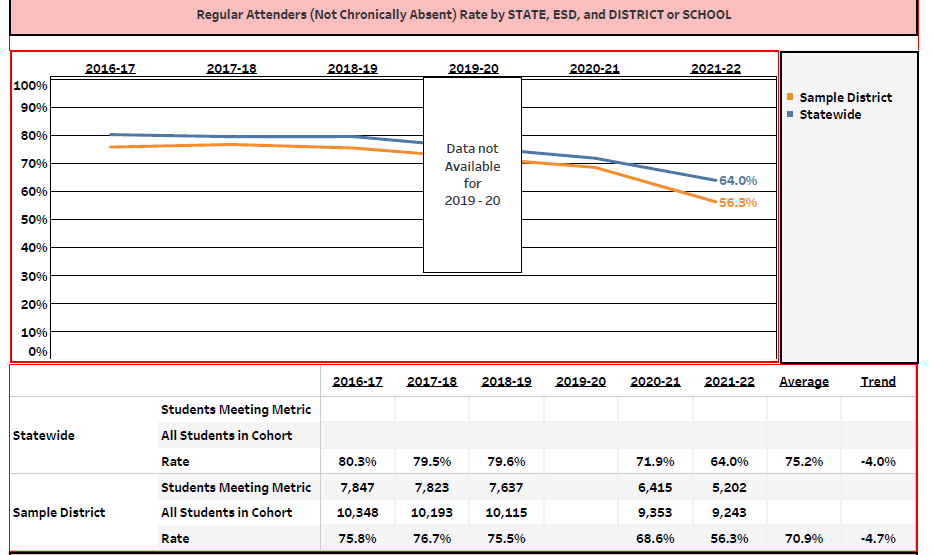 Regular Attenders (Not Chronically Absent) Rate by STATE, ESD, and DISTRICT or SCHOOL
2016-17 2017-18 2018-19 2019-20 2020-21 2021-22
100%
90%
80%
70%
60%
50%
40%
30%
20%
10%
0%
Data not
Available
for
2019 - 20
64.0%
56.3%
Sample District
Statewide
2016-17 2017-18 2018-19 2019-20 2020-21 2021-22 Average Trend
Statewide
Students Meeting Metric
All Students in Cohort
Rate 80.3% 79.5% 79.6% 71.9% 64.0% 75.2% -4.0%
Sample District
Students Meeting Metric 7,847 7,823 7,637 6,415 5,202
All Students in Cohort 10,348 10,193 10,115 9,353 9,243
Rate 75.8% 76.7% 75.5% 68.6% 56.3% 70.9% -4.7%